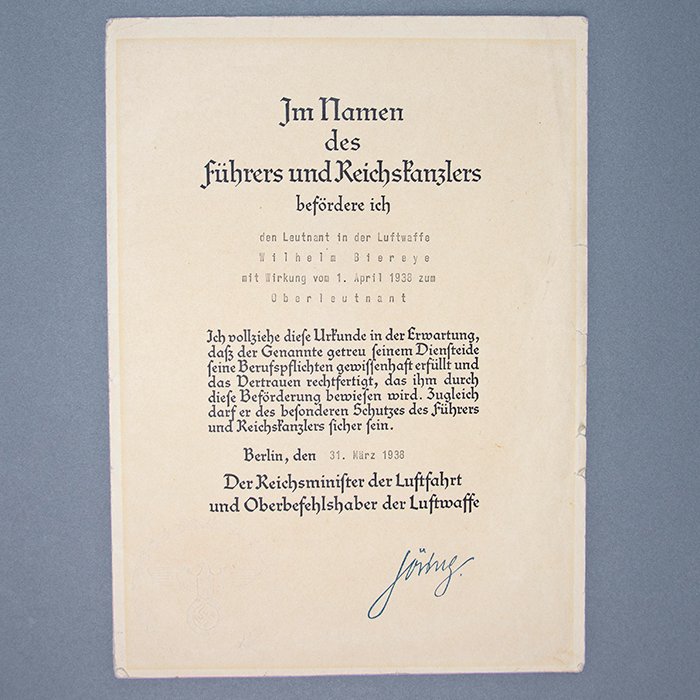 Im Namen
des
Führers und Reichskanzlers
befördere ich
den Leutnant in der Luftwaffe
Wilhelm Biereye
mit Wirkung vom 1. April 1938 zum
Oberleutnant
Ich vollziehe diese Urkunde in der Erwartung,
daß der Genannte getreu seinem Diensteide
seine Berufspflichten gewissenhaft erfüllt und
das Vertrauen rechtfertigt, das ihm durch
diese Beförderung bewiesen wird. Zugleich
darf er des besonderen Schutzes des Führers
und Reichskanzlers sicher sein.
Berlin, den 31. März 1938
Der Reichsminister der Luftfahrt
und Oberbefehlshaber der Luftwaffe
Göring.